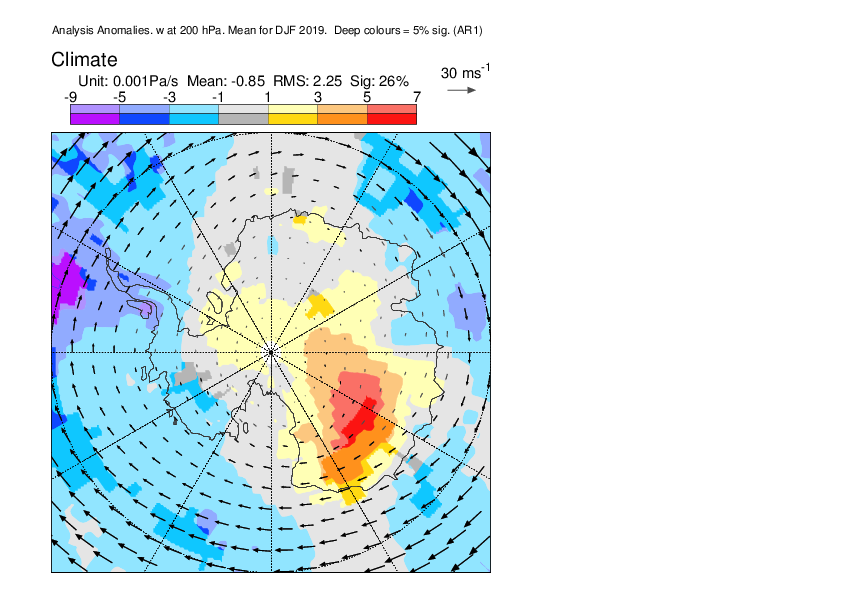 Analysis Anomalies. w at 200 hPa. Mean for DJF 2019. Deep colours = 5% sig. (AR1)
Climate
30 ms-1
Unit: 0.001Pa/s Mean: -0.85 RMS: 2.25 Sig: 26%
-9 -5 -3 -1 1 3 5 7